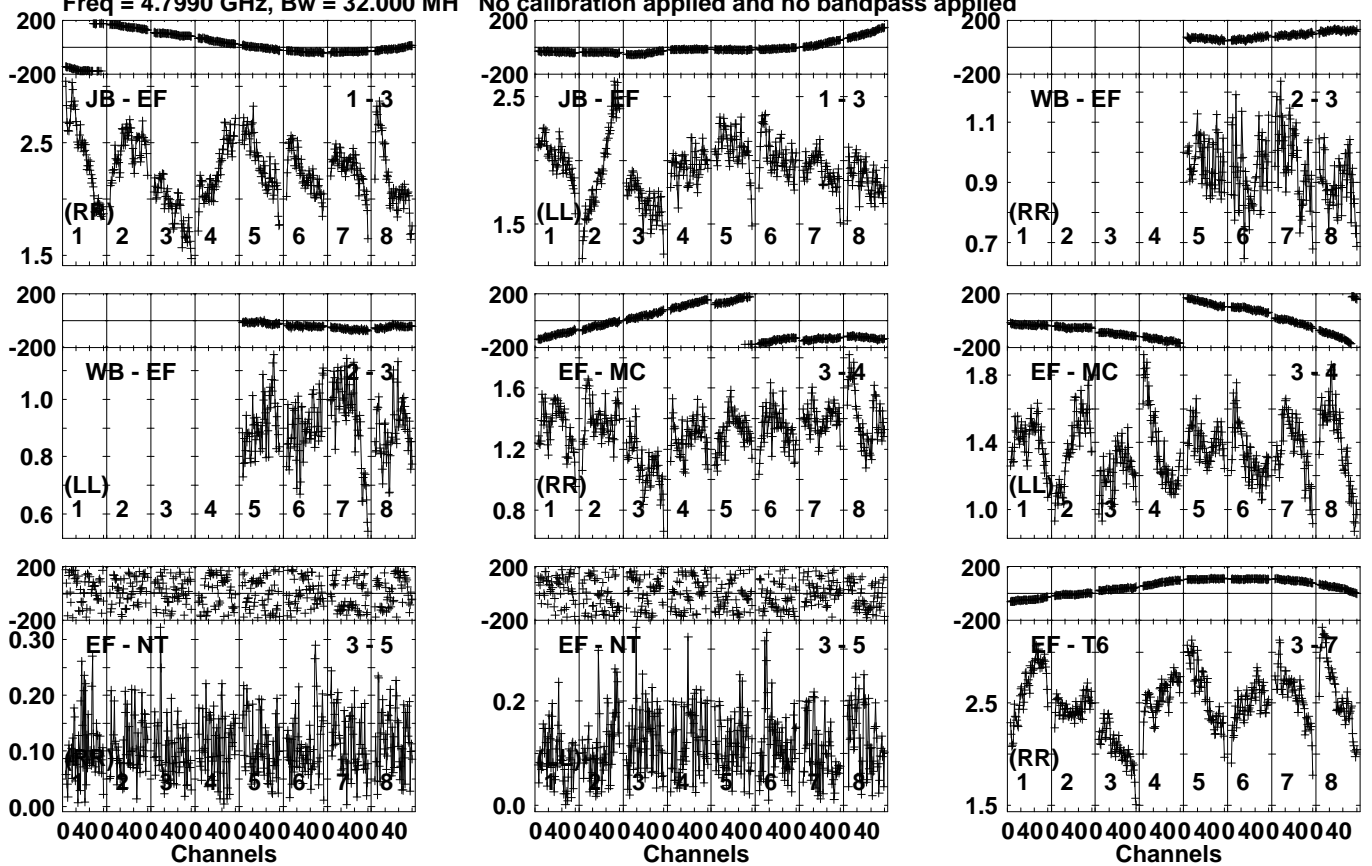 Freq = 4.7990 GHz, Bw = 32.000 MH No calibration applied and no bandpass applied
200
-200
JB - EF 1 - 3
2.5
1.5
(RR)
1 2 3 4 5 6 7 8
JB - EF 1 - 3
2.5
1.5
(LL)
1 2 3 4 5 6 7 8
200
-200
WB - EF 2 - 3
1.1
0.9
0.7
(RR)
1 2 3 4 5 6 7 8
200
-200
WB - EF 2 - 3
1.0
0.8
0.6
(LL)
1 2 3 4 5 6 7 8
EF - MC 3 - 4
1.6
1.2
0.8
(RR)
1 2 3 4 5 6 7 8
200
-200
EF - MC 3 - 4
1.8
1.4
1.0
(LL)
1 2 3 4 5 6 7 8
200
-200
EF - NT 3 - 5
0.30
0.20
0.10
0.00
(RR)
1 2 3 4 5 6 7 8
0 40 0 40 0 40 0 40 0 40 0 40 0 40 0 40
Channels
200
-200
EF - NT 3 - 5
0.2
0.0
(LL)
1 2 3 4 5 6 7 8
0 40 0 40 0 40 0 40 0 40 0 40 0 40 0 40
Channels
200
-200
EF - T6 3 - 7
2.5
1.5
(RR)
1 2 3 4 5 6 7 8
0 40 0 40 0 40 0 40 0 40 0 40 0 40 0 40
Channels